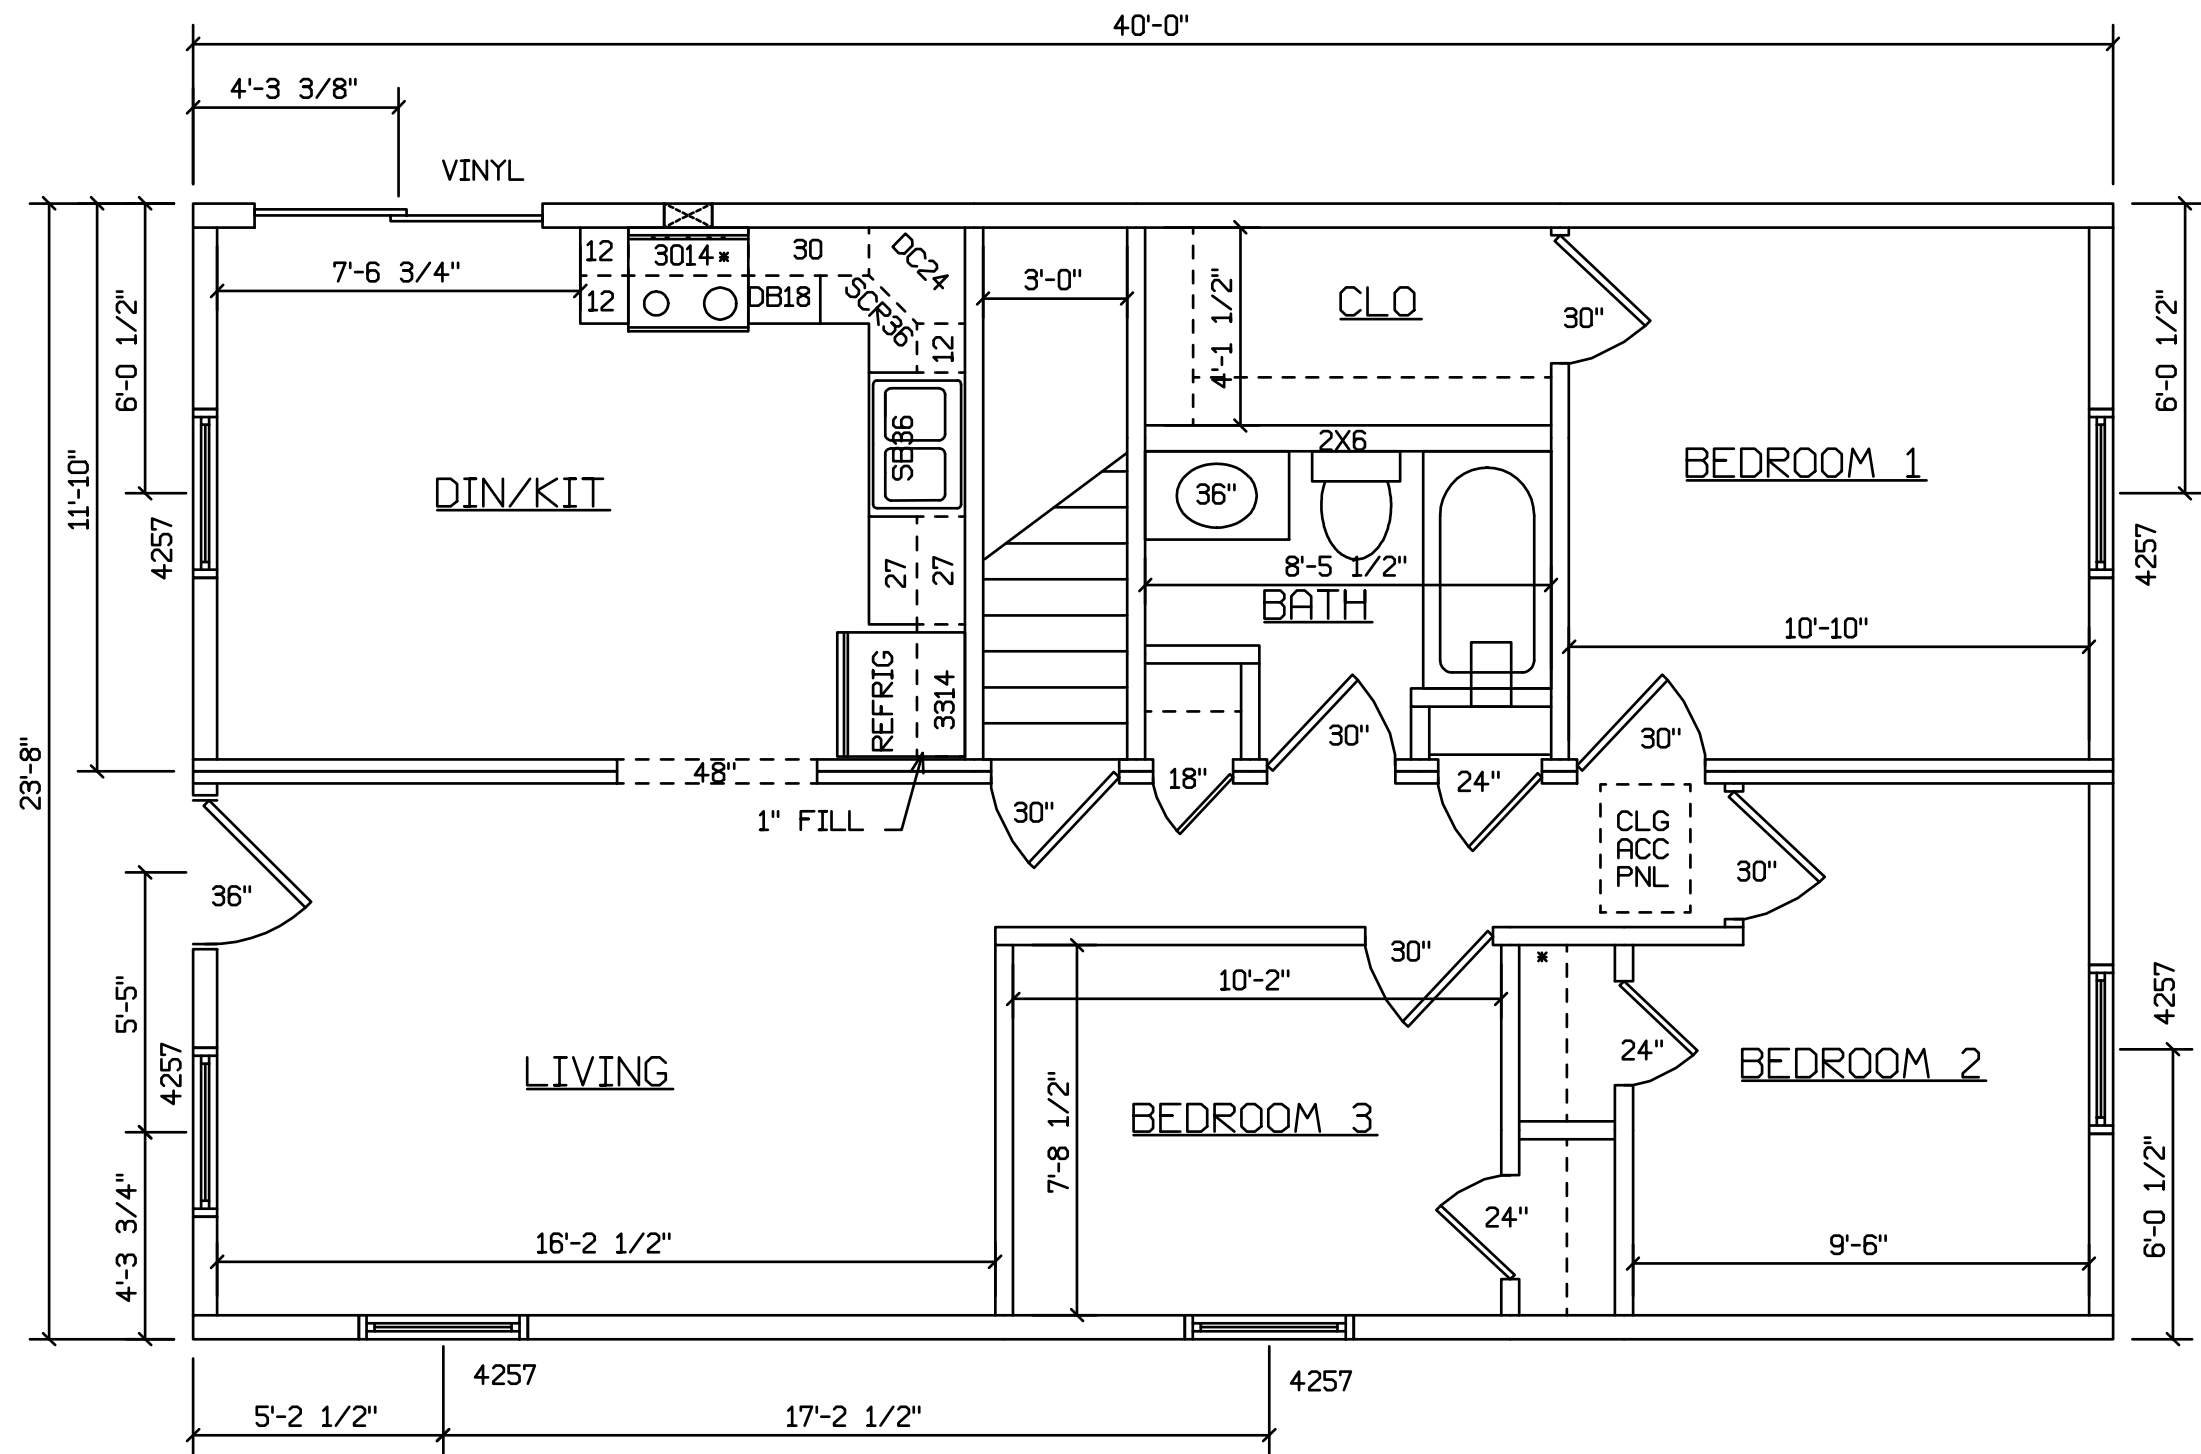 40'-0"
4'-3 3/8"
VINYL
12
3014*
30
DC24
7'-6 3/4"
12
DB18
SCR36
12
3'-0"
4'-1 1/2"
CLO
30"
6'-0 1/2"
6'-0 1/2"
11'-10"
4257
DIN/KIT
SB36
2X6
36"
BEDROOM 1
4257
27
27
8'-5 1/2"
BATH
10'-10"
REFRIG
3314
30"
30"
23'-8"
48"
18"
24"
1" FILL
30"
CLG
ACC
PNL
30"
36"
30"
*
10'-2"
5'-5"
4257
4257
24"
LIVING
BEDROOM 2
7'-8 1/2"
BEDROOM 3
4'-3 3/4"
24"
6'-0 1/2"
16'-2 1/2"
9'-6"
4257
4257
5'-2 1/2"
17'-2 1/2"